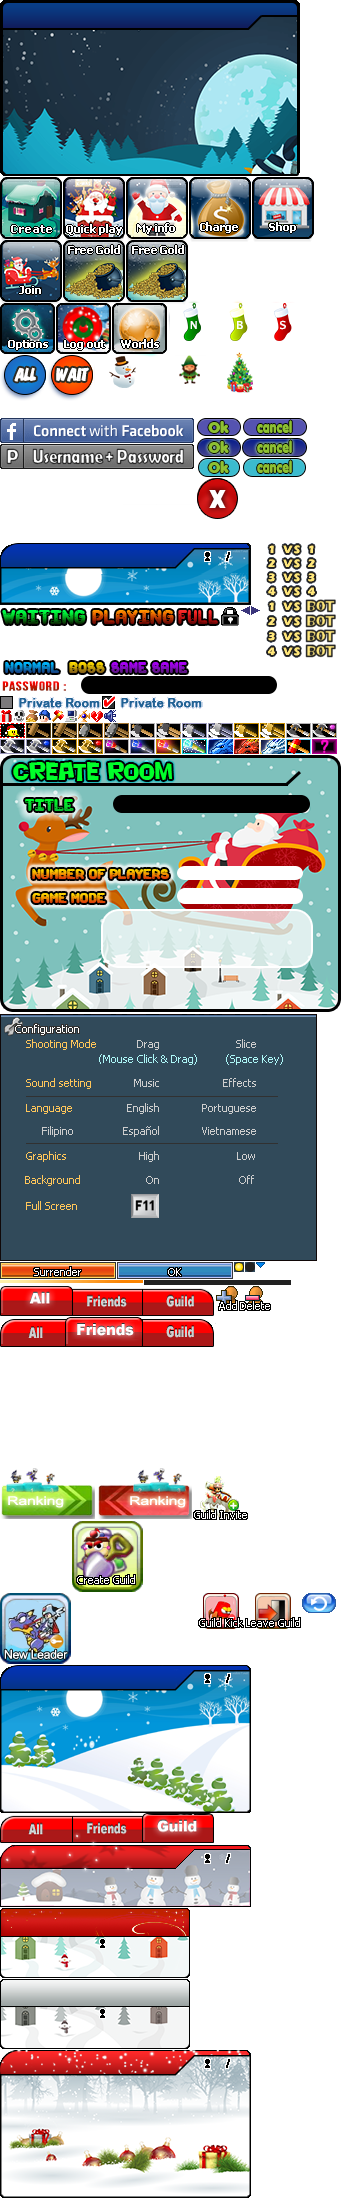 Create Quick play My info Charge Shop
Join Free Gold Free Gold
Options Log out Worlds N B S
ALL WAIT
f Connect with Facebook Ok cancel
P Username + Password Ok cancel
Ok cancel
X
/ 1 VS 1
2 VS 2
3 VS 3
4 VS 4
WAITING PLAYING FULL 1 VS BOT
2 VS BOT
3 VS BOT
4 VS BOT
NORMAL BOSS GAME GAME
PASSWORD :
Private Room Private Room
?
CREATE ROOM
TITLE
NUMBER OF PLAYERS
GAME MODE
Configuration
Shooting Mode Drag Slice
(Mouse Click & Drag) (Space Key)
Sound setting Music Effects
Language English Portuguese
Filipino Español Vietnamese
Graphics High Low
Background On Off
Full Screen F11
Surrender OK
All Friends Guild Add Delete
All Friends Guild
Ranking Ranking Guild Invite
Create Guild
New Leader Guild Kick Leave Guild
/
All Friends Guild
/
/